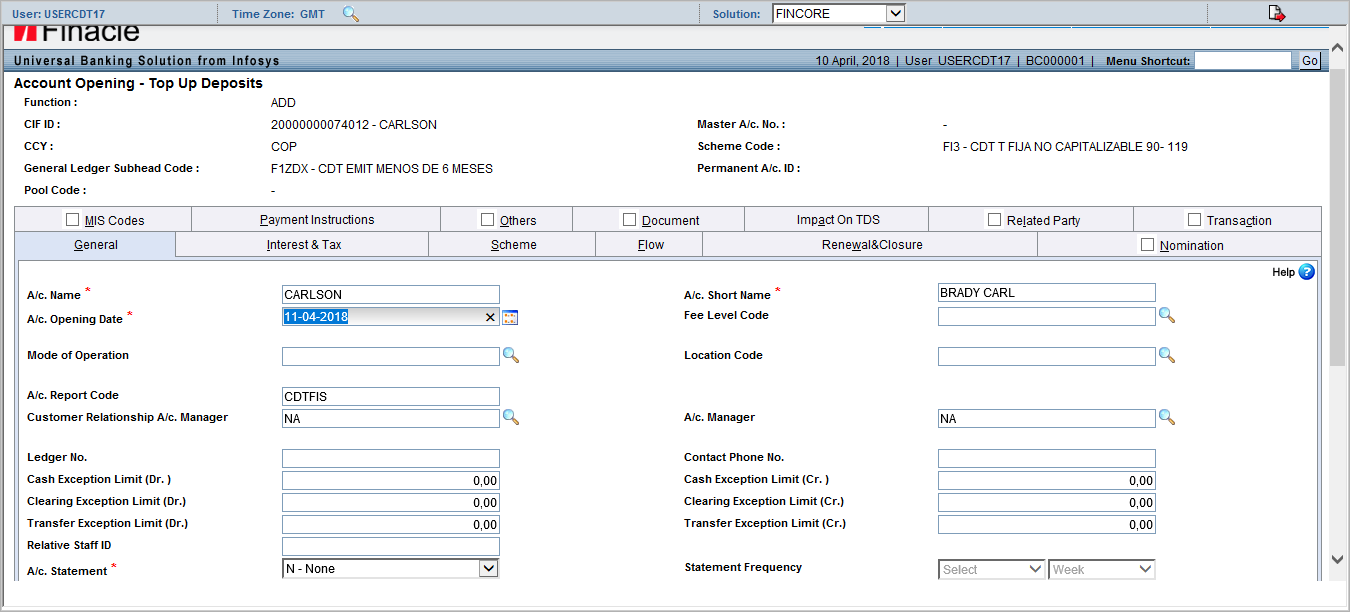 User: USERCDT17 Time Zone: GMT Solution: FINCORE
Finacle
Universal Banking Solution from Infosys 10 April, 2018 | User USERCDT17 | BC000001 | Menu Shortcut: Go
Account Opening - Top Up Deposits
Function : ADD
CIF ID : 20000000074012 - CARLSON Master A/c. No. : -
CCY : COP Scheme Code : FI3 - CDT T FIJA NO CAPITALIZABLE 90- 119
General Ledger Subhead Code : F1ZDX - CDT EMIT MENOS DE 6 MESES Permanent A/c. ID :
Pool Code : -
MIS Codes Payment Instructions Others Document Impact On TDS Related Party Transaction
General Interest & Tax Scheme Flow Renewal&Closure Nomination
Help ?
A/c. Name * CARLSON A/c. Short Name * BRADY CARL
A/c. Opening Date * 11-04-2018 Fee Level Code
Mode of Operation Location Code
A/c. Report Code CDTFIS
Customer Relationship A/c. Manager NA A/c. Manager NA
Ledger No. Contact Phone No.
Cash Exception Limit (Dr. ) 0,00 Cash Exception Limit (Cr. ) 0,00
Clearing Exception Limit (Dr.) 0,00 Clearing Exception Limit (Cr.) 0,00
Transfer Exception Limit (Dr.) 0,00 Transfer Exception Limit (Cr.) 0,00
Relative Staff ID
A/c. Statement * N - None Statement Frequency Select Week